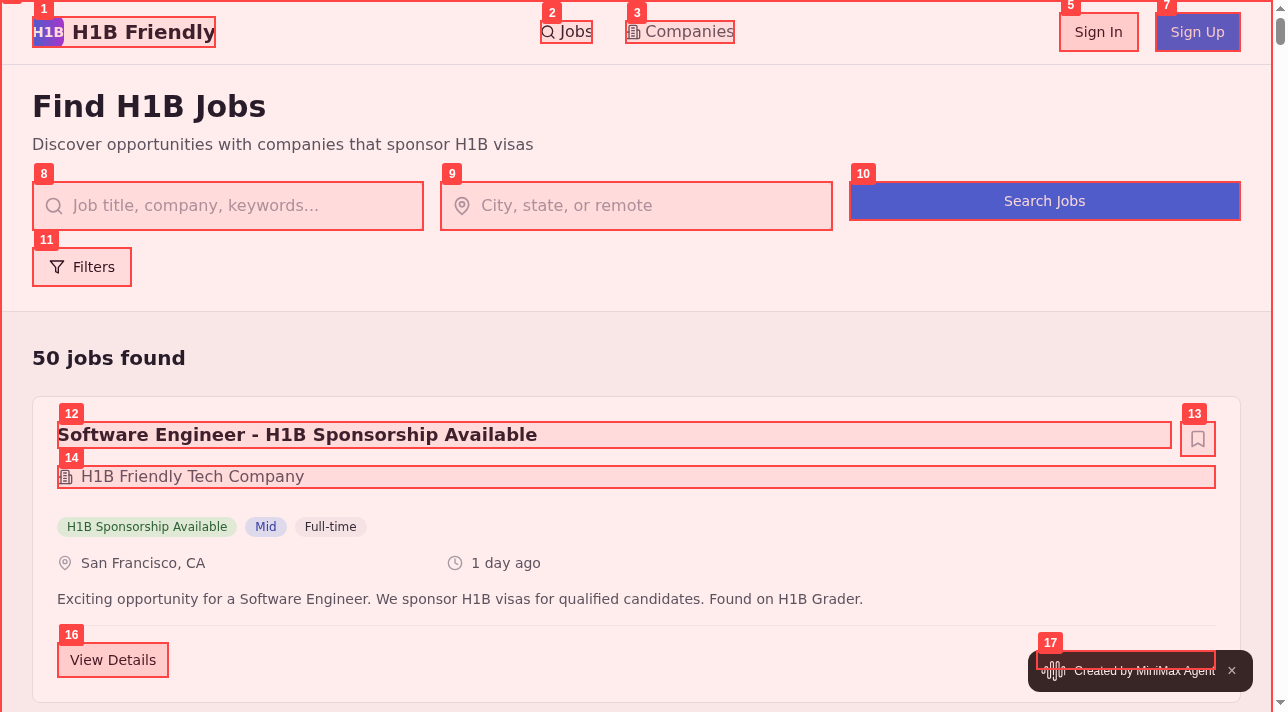 1
2
3
5
7
H1B H1B Friendly
Jobs
Companies
Sign In
Sign Up
Find H1B Jobs
Discover opportunities with companies that sponsor H1B visas
8
9
10
Job title, company, keywords...
City, state, or remote
Search Jobs
11
Filters
50 jobs found
12
13
Software Engineer - H1B Sponsorship Available
14
H1B Friendly Tech Company
H1B Sponsorship Available
Mid
Full-time
San Francisco, CA
1 day ago
Exciting opportunity for a Software Engineer. We sponsor H1B visas for qualified candidates. Found on H1B Grader.
16
View Details
17
Created by MiniMax Agent
×